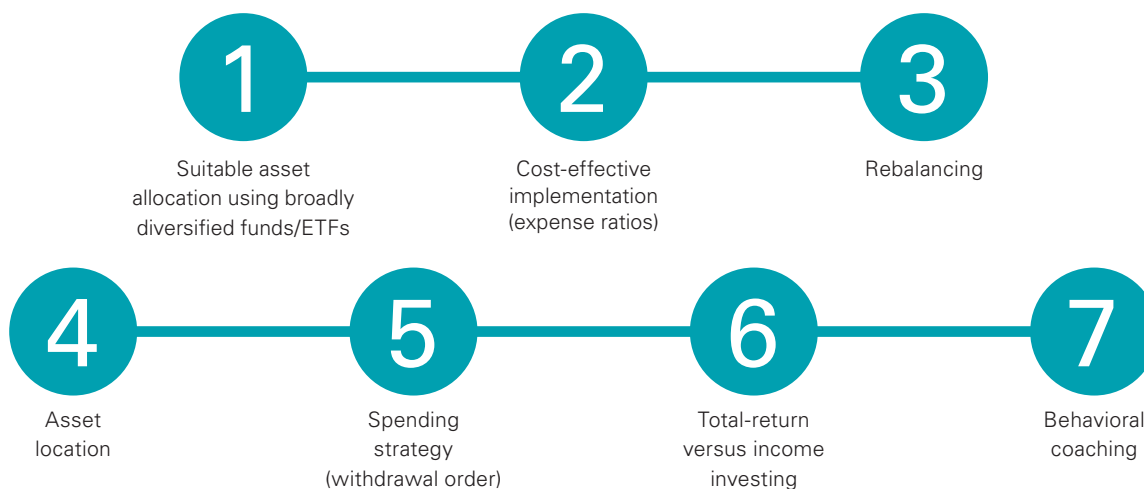 1
Suitable asset
allocation using broadly
diversified funds/ETFs
2
Cost-effective
implementation
(expense ratios)
3
Rebalancing
4
Asset
location
5
Spending
strategy
(withdrawal order)
6
Total-return
versus income
investing
7
Behavioral
coaching